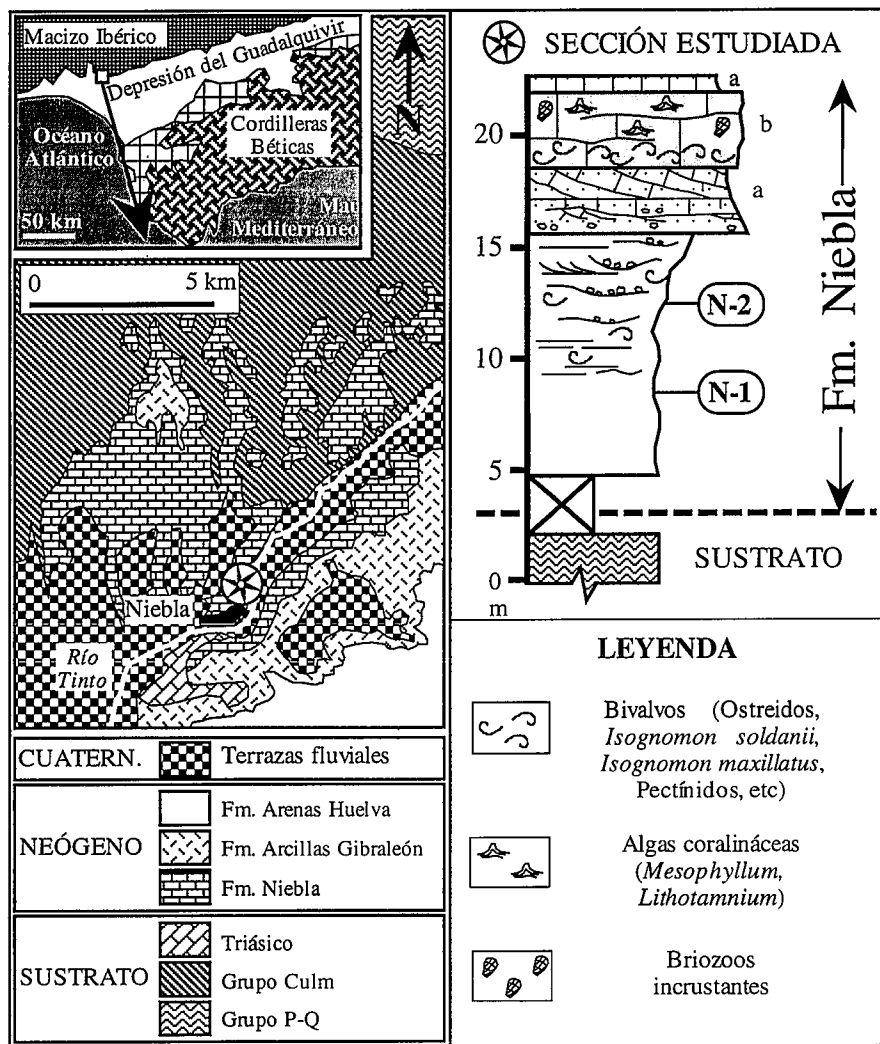 Macizo Ibérico
Depresión del Guadalquivir
Océano
Atlántico
Cordilleras
Béticas
Mar
Mediterráneo
50 km
N
0 5 km
Niebla
Río
Tinto
CUATERN.
Terrazas fluviales
NEÓGENO
Fm. Arenas Huelva
Fm. Arcillas Gibraleón
Fm. Niebla
SUSTRATO
Triásico
Grupo Culm
Grupo P-Q
SECCIÓN ESTUDIADA
a
20
b
a
15
N-2
10
N-1
5
0
m
Fm. Niebla
SUSTRATO
LEYENDA
Bivalvos (Ostreidos,
Isognomon soldanii,
Isognomon maxillatus,
Pectínidos, etc)
Algas coralináceas
(Mesophyllum,
Lithotamnium)
Briozoos
incrustantes